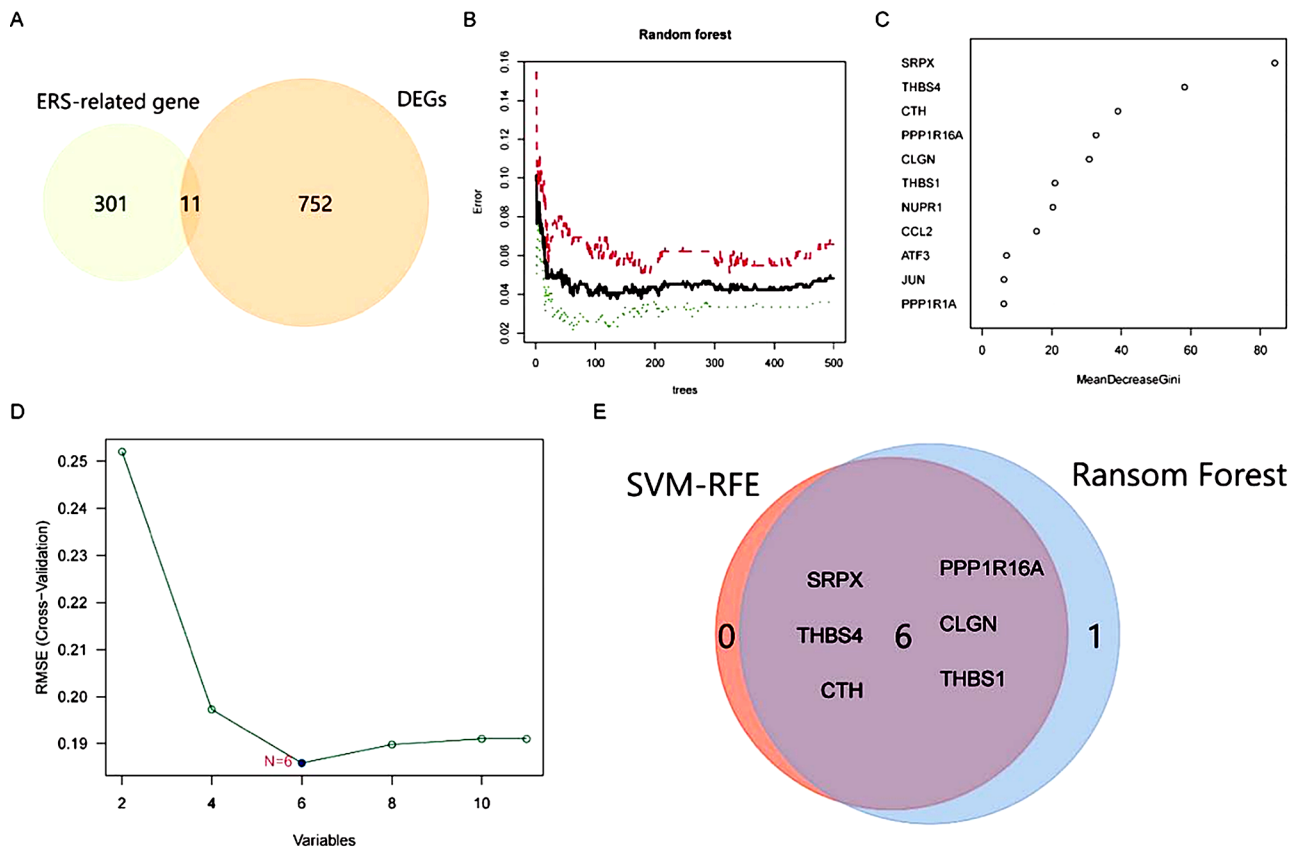 A
ERS-related gene
DEGs
301
11
752
B
Random forest
Error
0.16
0.14
0.12
0.10
0.08
0.06
0.04
0.02
0
100
200
300
400
500
trees
C
SRPX
THBS4
CTH
PPP1R16A
CLGN
THBS1
NUPR1
CCL2
ATF3
JUN
PPP1R1A
0
20
40
60
80
MeanDecreaseGini
D
RMSE (Cross-Validation)
0.25
0.24
0.23
0.22
0.21
0.20
0.19
N=6
2
4
6
8
10
Variables
E
SVM-RFE
Ransom Forest
SRPX
PPP1R16A
0
THBS4
6
CLGN
1
CTH
THBS1